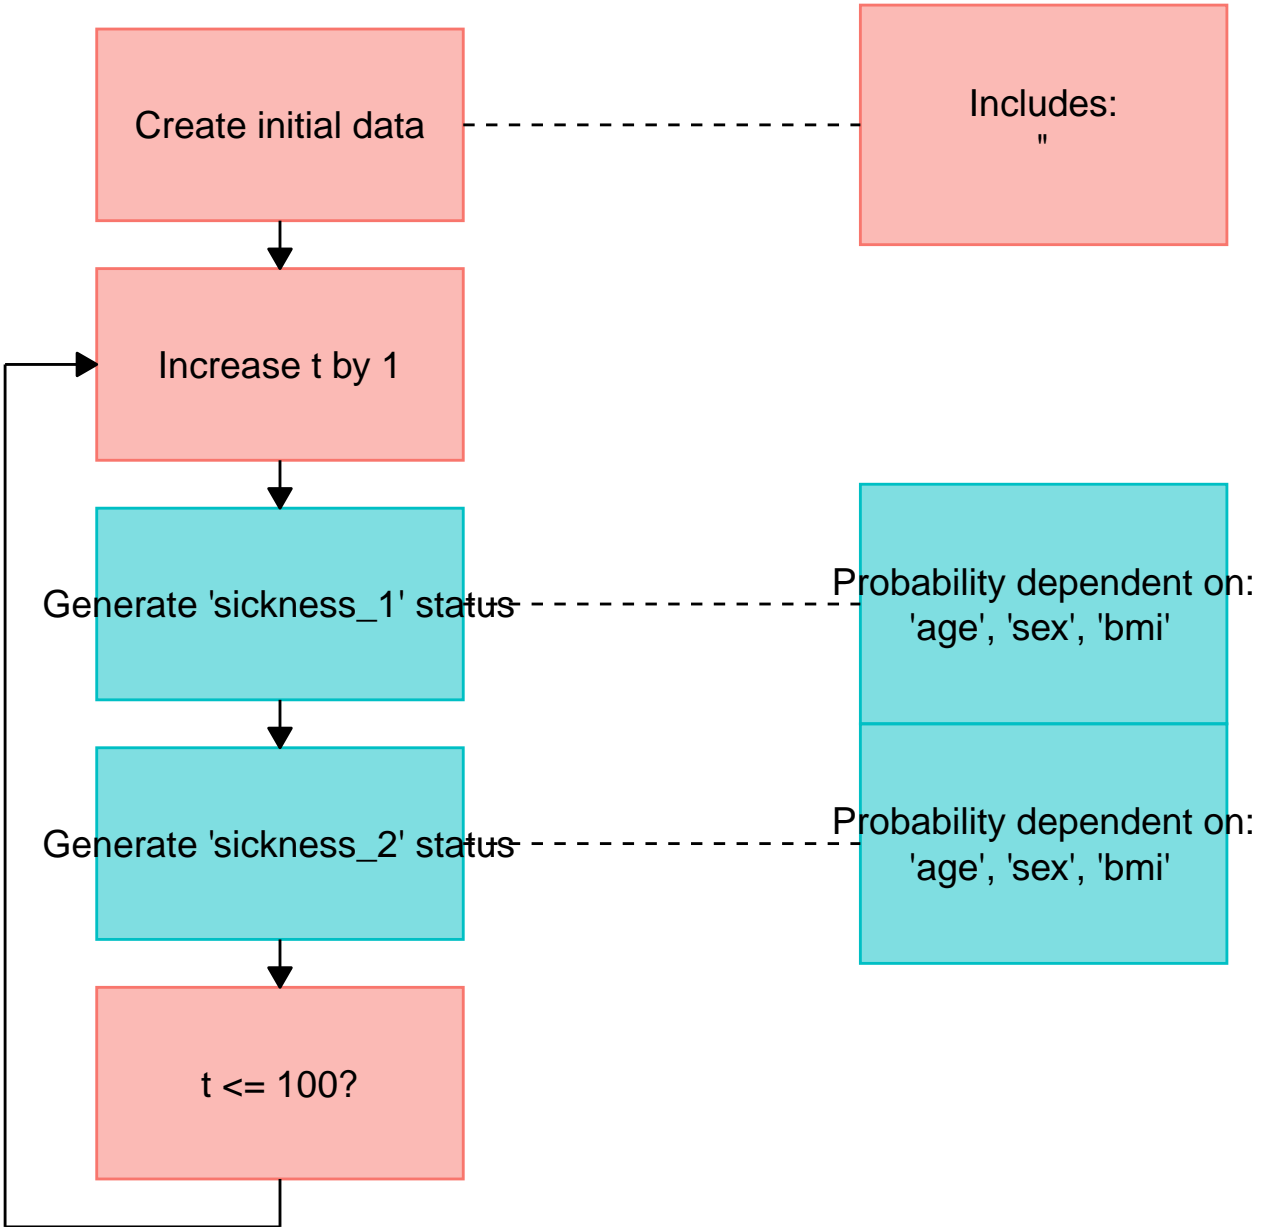 Create initial data
Includes:
''
Increase t by 1
Generate 'sickness_1' status
Probability dependent on:
'age', 'sex', 'bmi'
Generate 'sickness_2' status
Probability dependent on:
'age', 'sex', 'bmi'
t <= 100?